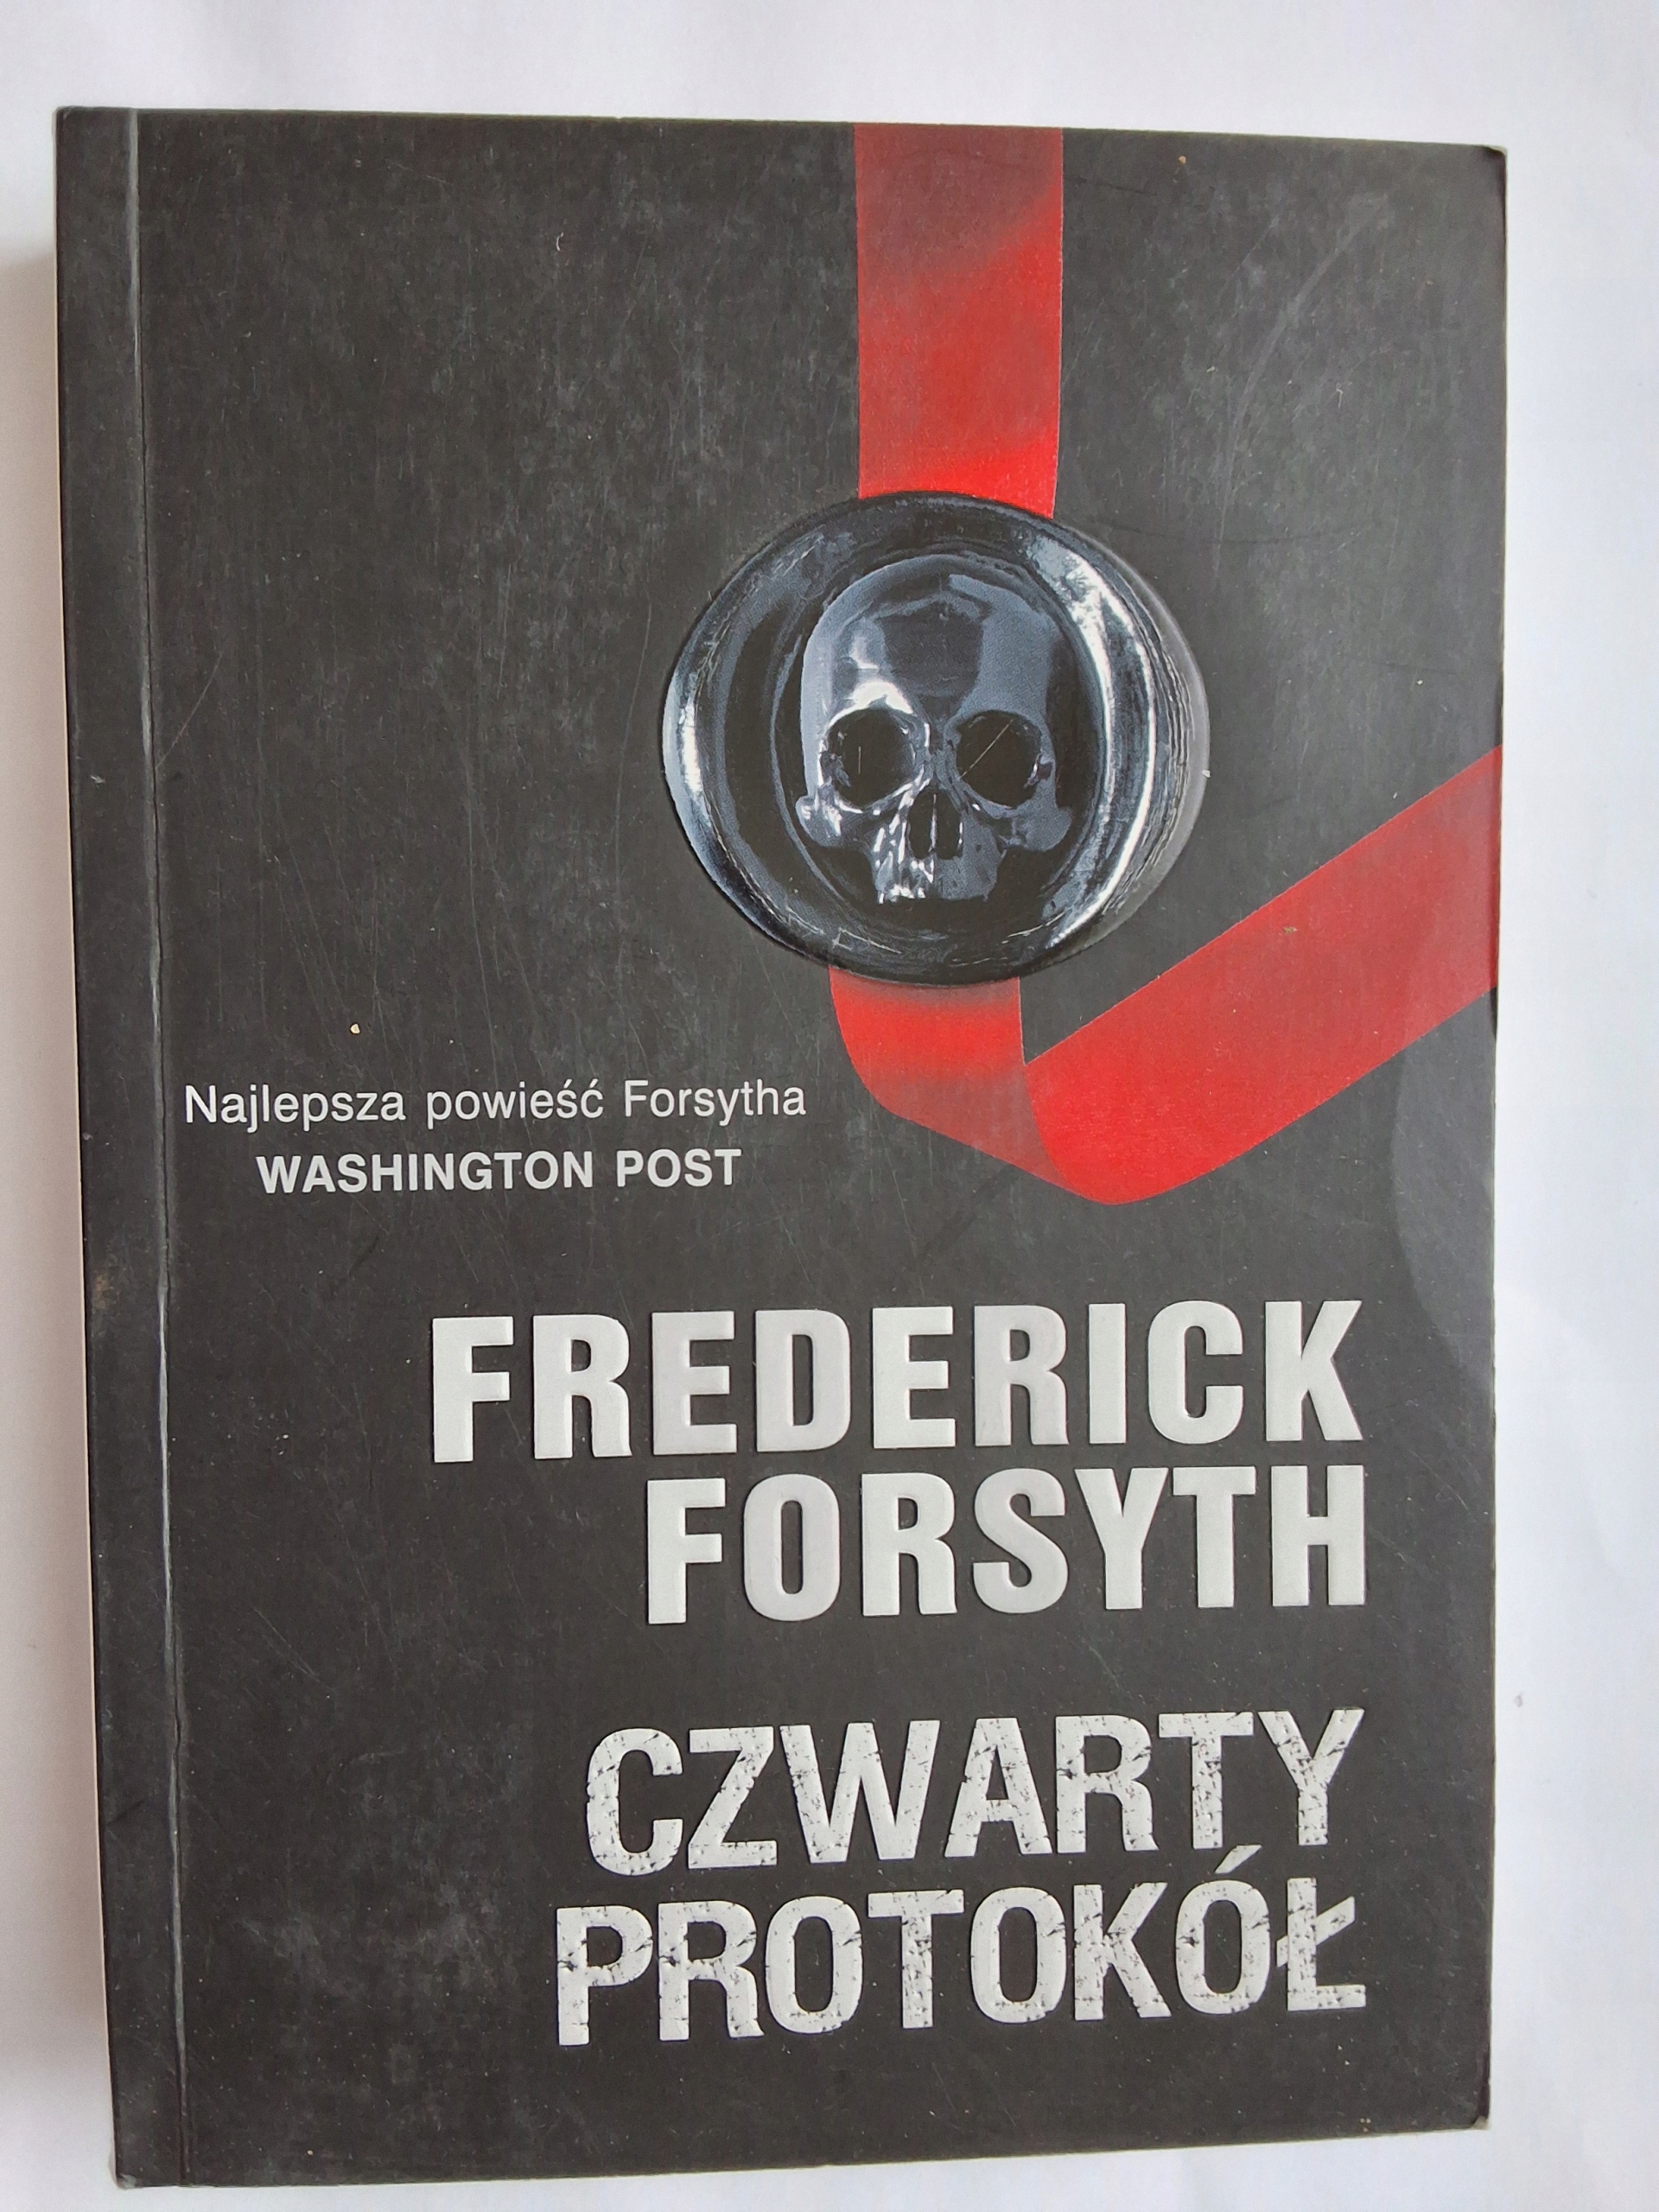 Najlepsza powieść Forsytha
WASHINGTON POST
FREDERICK
FORSYTH
CZWARTY
PROTOKÓŁ